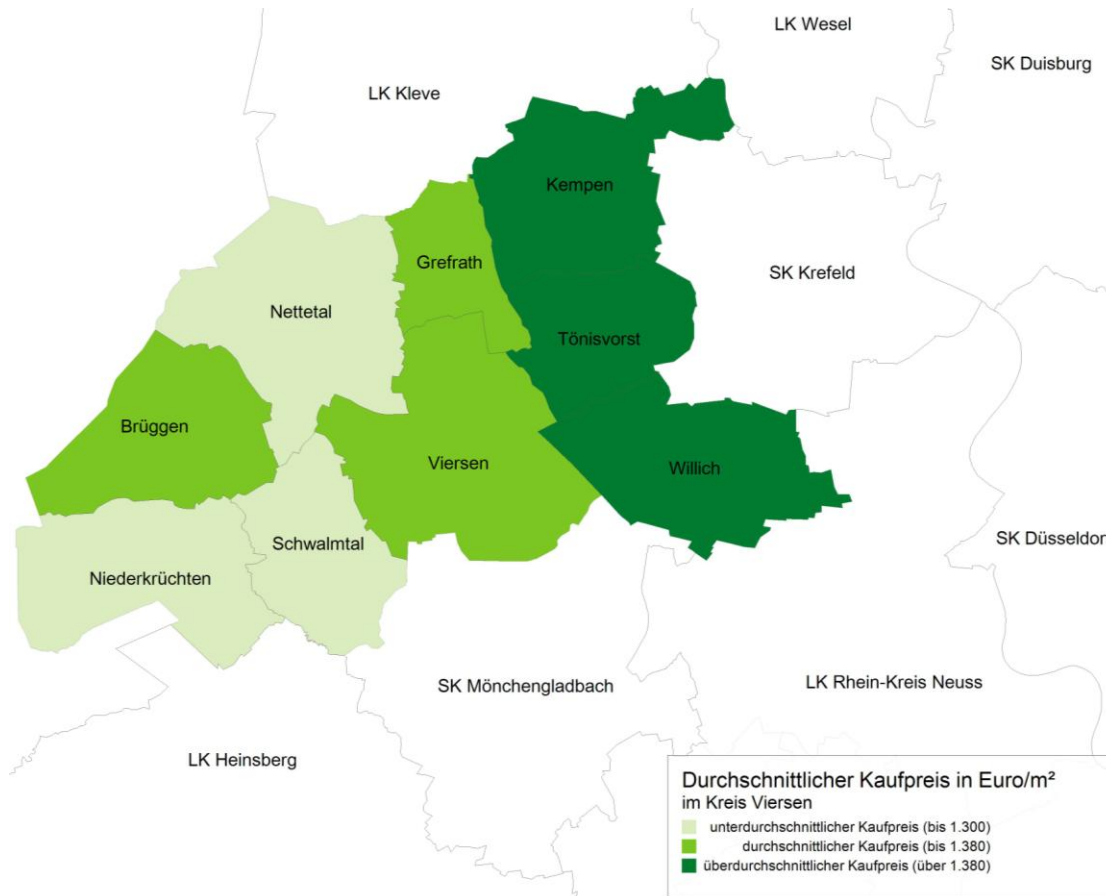 LK Wesel
SK Duisburg
LK Kleve
Kempen
Grefrath
SK Krefeld
Nettetal
Tönisvorst
Brüggen
Viersen
Willich
Schwalmtal
SK Düsseldor
Niederkrüchten
SK Mönchengladbach
LK Rhein-Kreis Neuss
LK Heinsberg
Durchschnittlicher Kaufpreis in Euro/m²
im Kreis Viersen
unterdurchschnittlicher Kaufpreis (bis 1.300)
durchschnittlicher Kaufpreis (bis 1.380)
überdurchschnittlicher Kaufpreis (über 1.380)